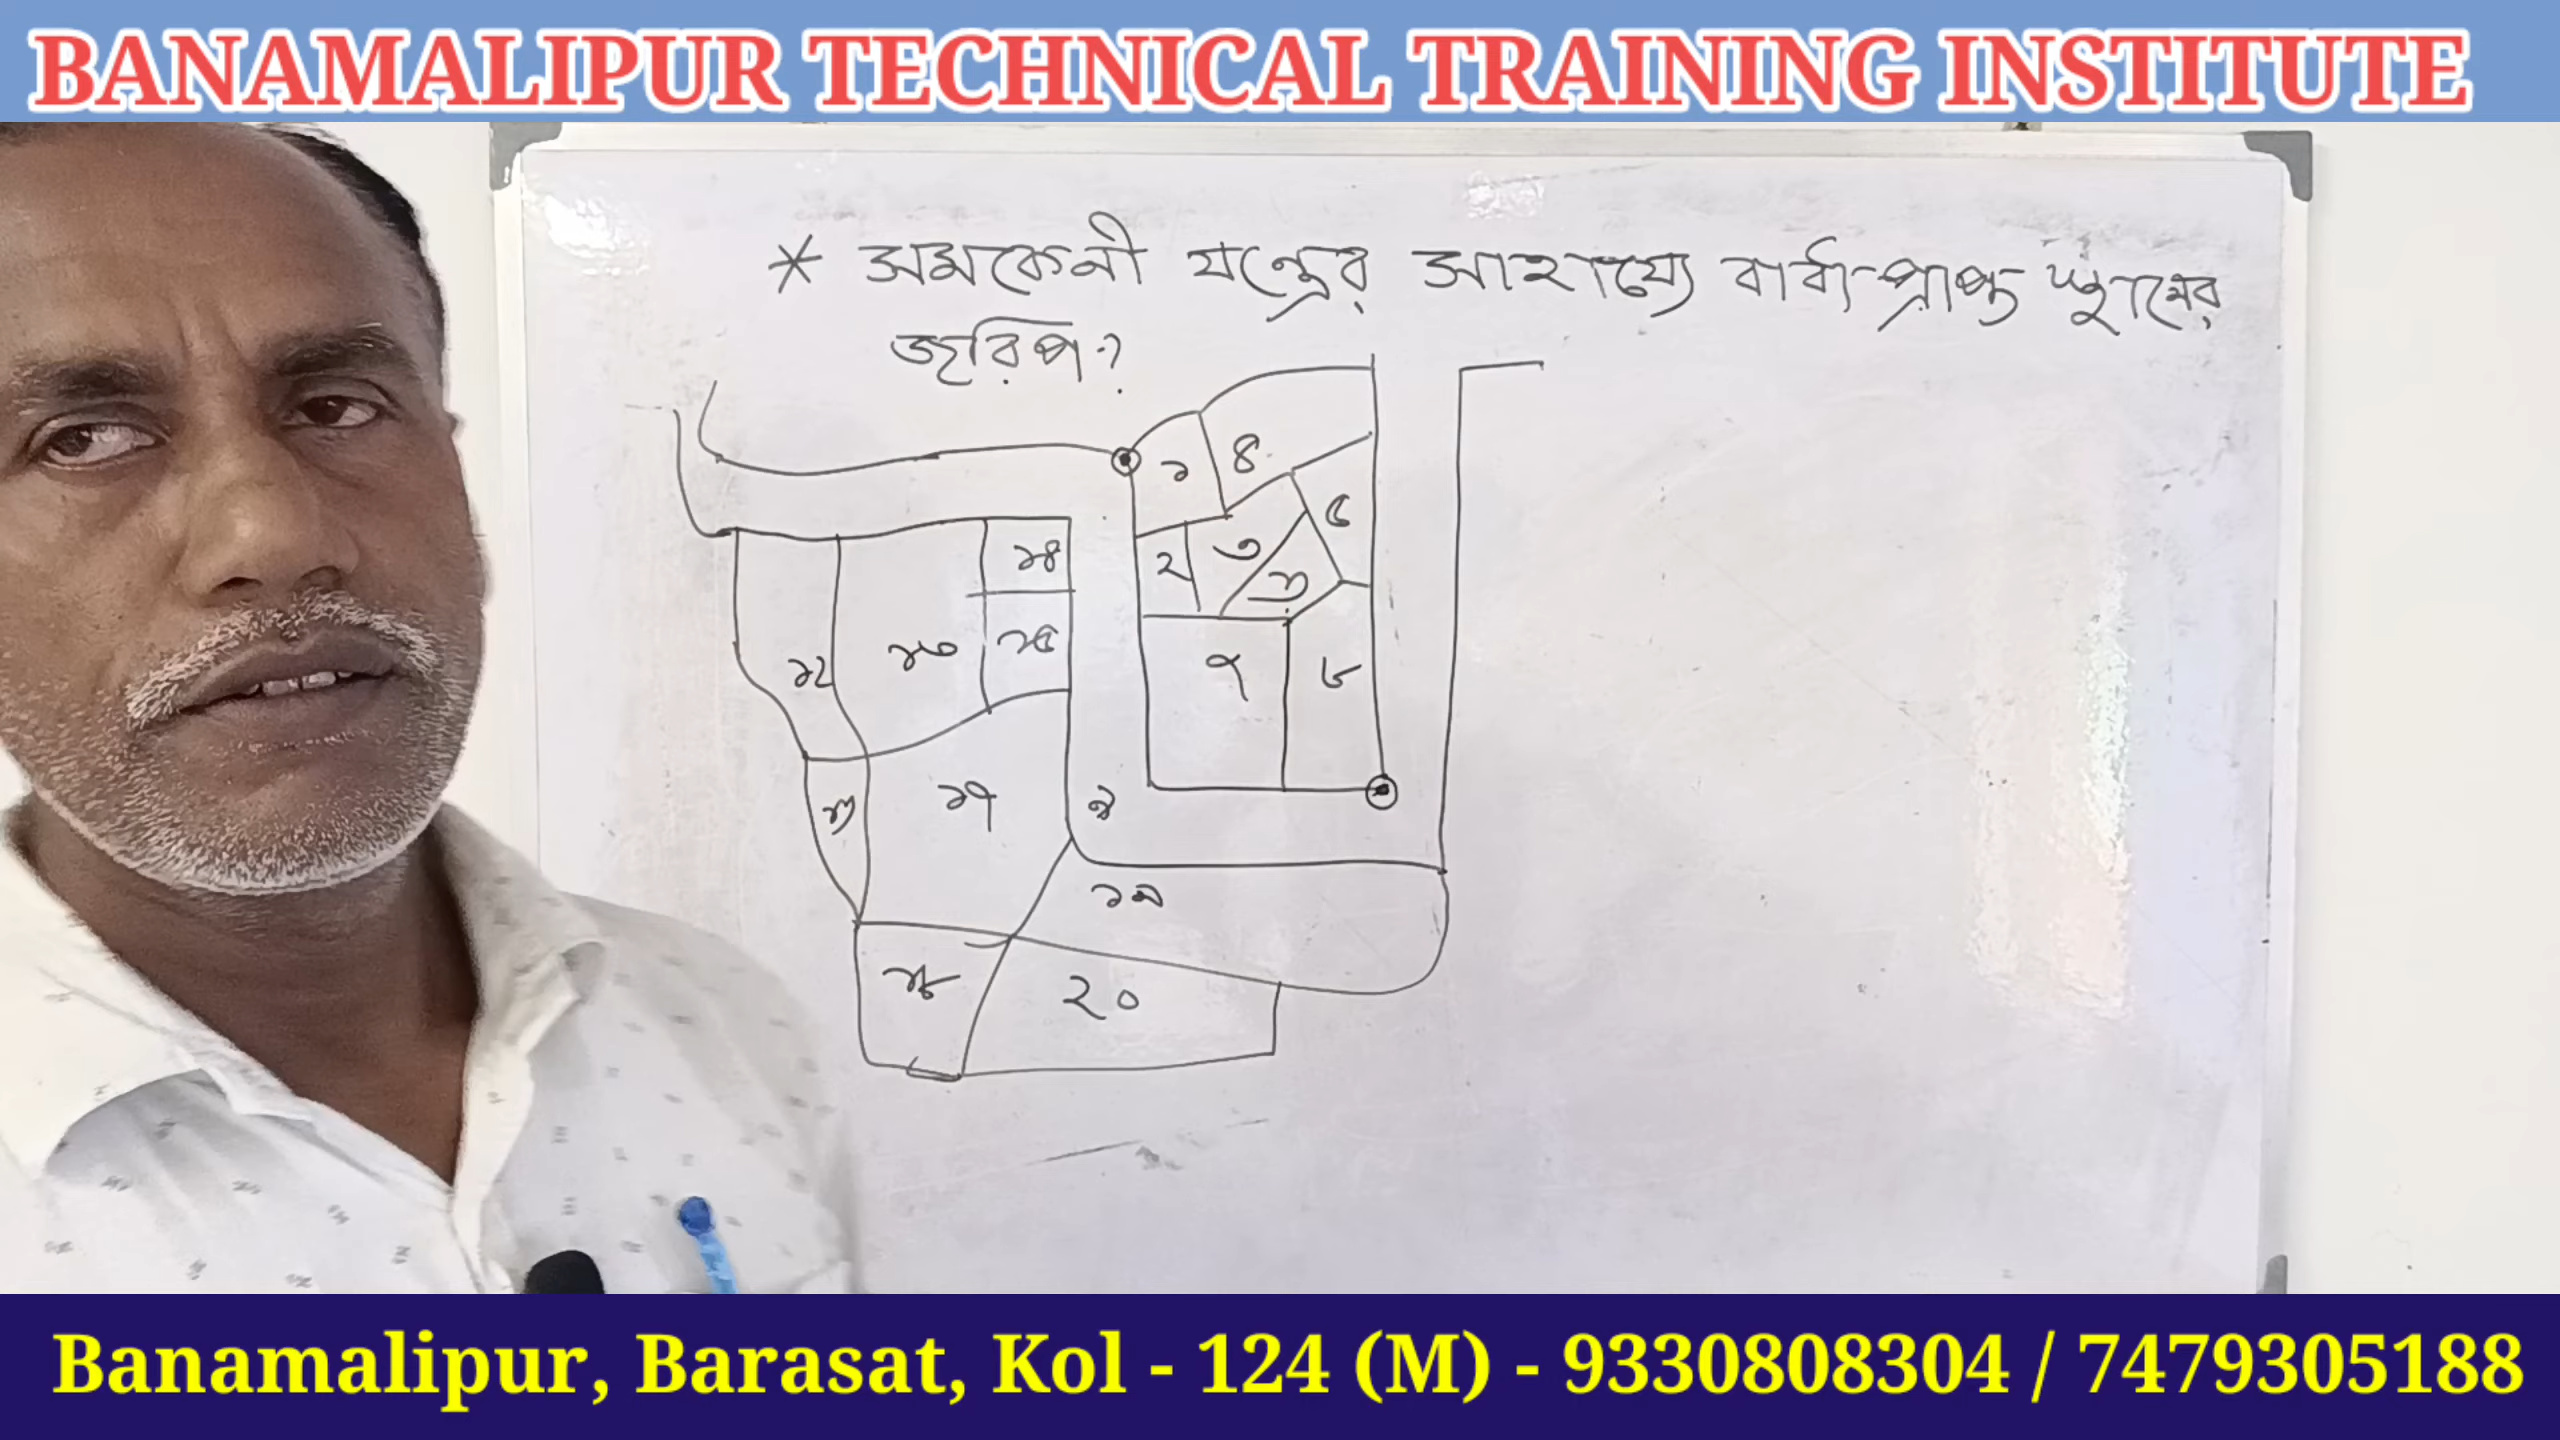 BANAMALIPUR TECHNICAL TRAINING INSTITUTE
* সমকেনী যন্ত্রের সাহায্যে বার্বা-প্রাপ্ত স্থানের
জরিপ?
১ ৪
৫
১৪ ২ ৩
৬
১২ ১৩ ১৫ ৭ ৮
১৬ ১৭ ৯
১৯
১৮ ২০
Banamalipur, Barasat, Kol - 124 (M) - 9330808304 / 7479305188